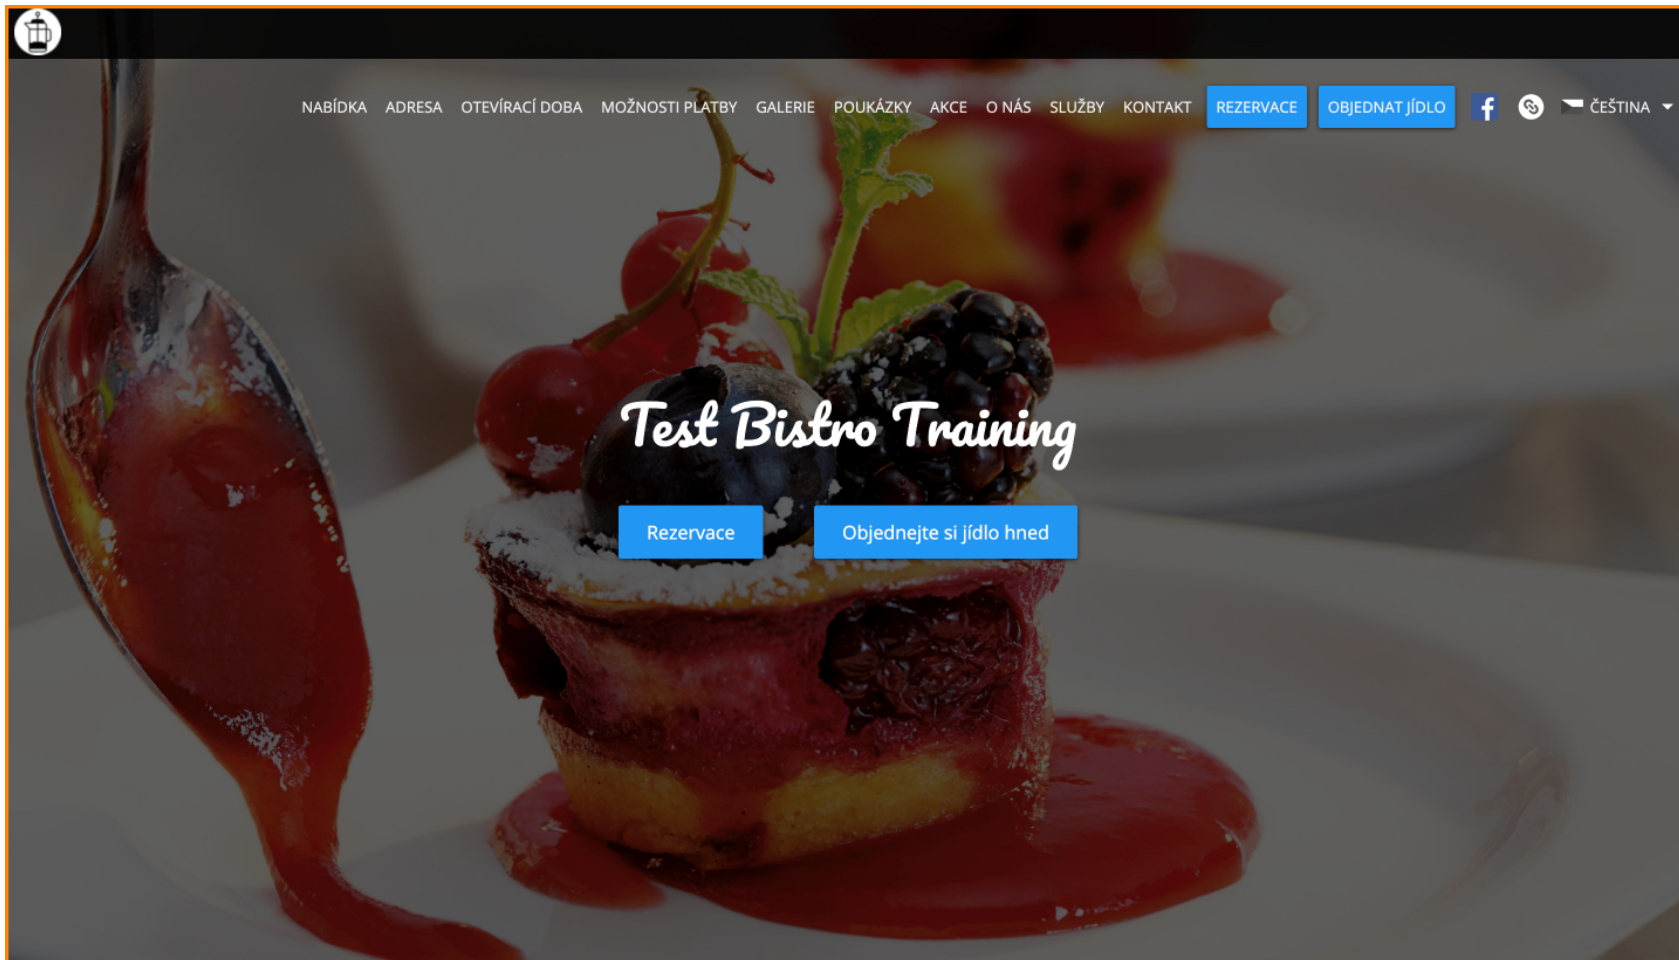 NABÍDKA ADRESA OTEVÍRACÍ DOBA MOŽNOSTI PLATBY GALERIE POUKÁZKY AKCE O NÁS SLUŽBY KONTAKT REZERVACE OBJEDNAT JÍDLO ČEŠTINA
Test Bistro Training
Rezervace Objednejte si jídlo hned